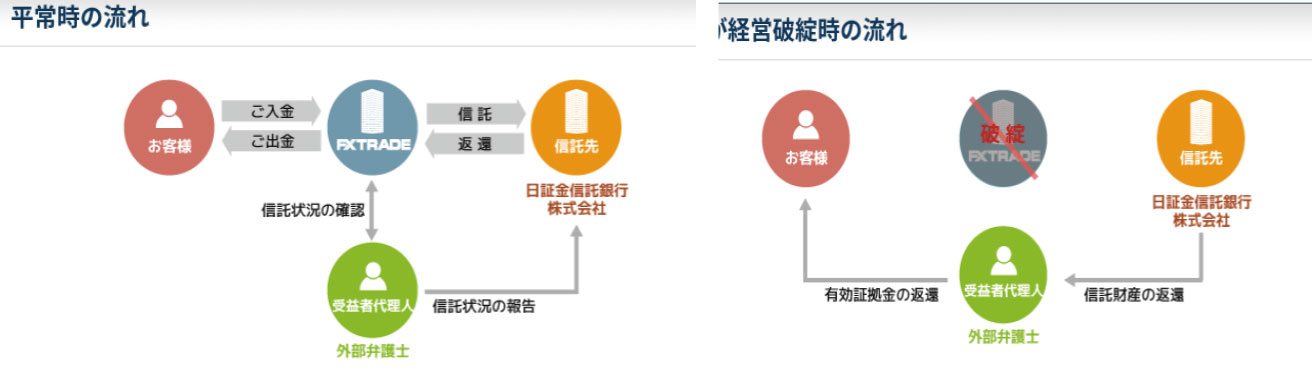 平常時の流れ
お客様
ご入金
ご出金
FXTRADE
信託
返還
信託先
日証金信託銀行
株式会社
信託状況の確認
受益者代理人
信託状況の報告
外部弁護士
が経営破綻時の流れ
お客様
破綻
FXTRADE
信託先
日証金信託銀行
株式会社
有効証拠金の返還
受益者代理人
信託財産の返還
外部弁護士